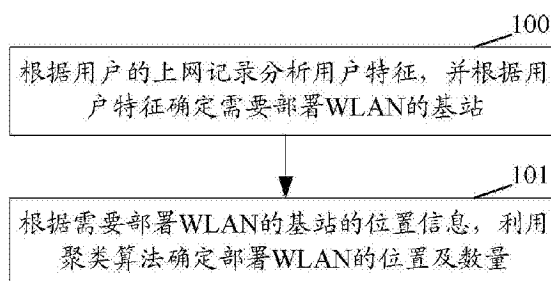 100
根据用户的上网记录分析用户特征，并根据用
户特征确定需要部署WLAN的基站
101
根据需要部署WLAN的基站的位置信息，利用
聚类算法确定部署WLAN的位置及数量